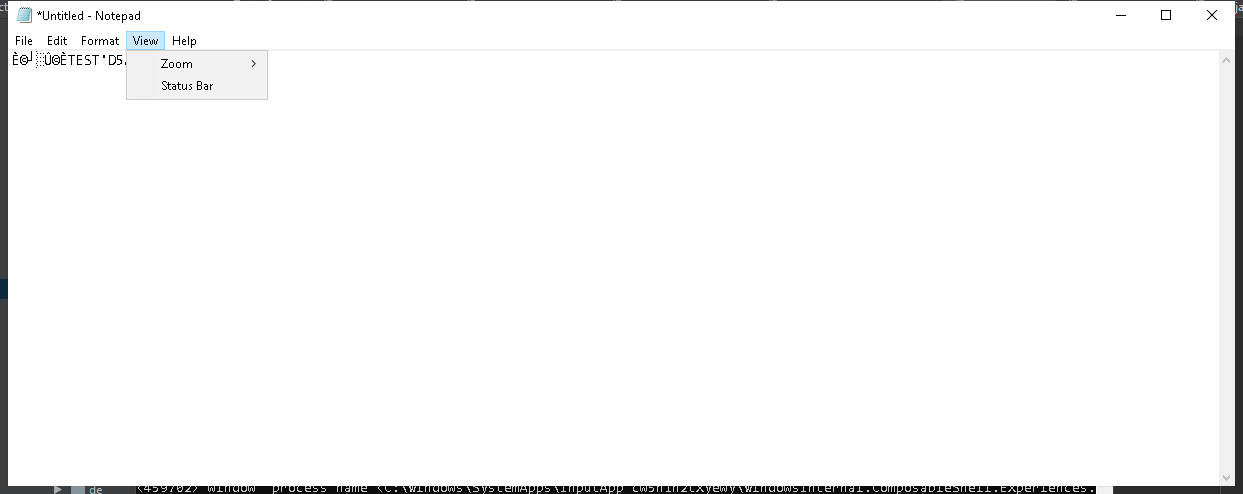 *Untitled - Notepad
File Edit Format View Help
È©┘░Û©ÈTEST"D5
Zoom
Status Bar
de
<459702> window process name <C:\Windows\SystemApps\InputApp_cw5n1h2txyewy\WindowsInternal.ComposableShell.Experiences.